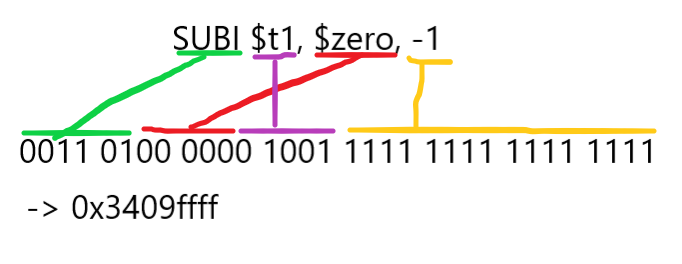 SUBI $t1, $zero, -1
0011 0100 0000 1001 1111 1111 1111 1111
-> 0x3409ffff